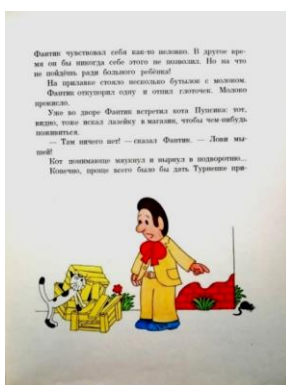 Фантик чувствовал себя как-то неловко. В другое вре-
мя он бы никогда себе этого не позволил. Но на что
не пойдёшь ради больного ребёнка!
На прилавке стояло несколько бутылок с молоком.
Фантик откупорил одну и отпил глоточек. Молоко
прокисло.
Уже во дворе Фантик встретил кота Пупсика: тот,
видно, тоже искал лазейку в магазин, чтобы чем-нибудь
поживиться.
— Там ничего нет! — сказал Фантик. — Лови мы-
шей!
Кот понимающе мяукнул и нырнул в подворотню...
Конечно, проще всего было бы дать Турнепке при-